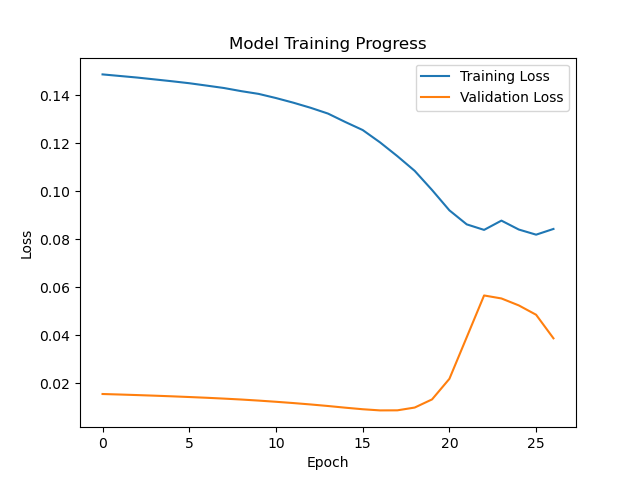 Model Training Progress
Training Loss
Validation Loss
0.14
0.12
0.10
0.08
0.06
0.04
0.02
Loss
0 5 10 15 20 25
Epoch